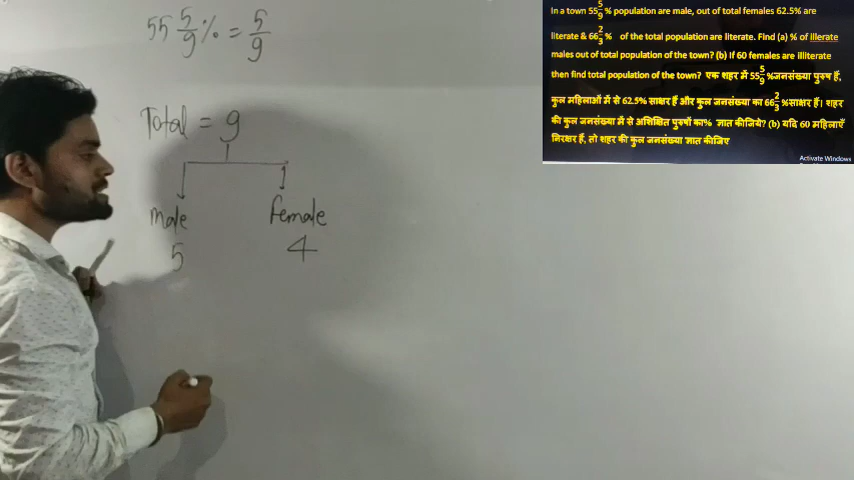 55 5/9 % = 5/9
Total = 9
male
female
5
4
In a town 55 5/9 % population are male, out of total females 62.5% are
literate & 66 2/3 % of the total population are literate. Find (a) % of illerate
males out of total population of the town? (b) If 60 females are illiterate
then find total population of the town? एक शहर में 55 5/9 %जनसंख्या पुरुष हैं,
कुल महिलाओं में से 62.5% साक्षर हैं और कुल जनसंख्या का 66 2/3 %साक्षर हैं। शहर
की कुल जनसंख्या में से अशिक्षित पुरुषों का% ज्ञात कीजिये? (b) यदि 60 महिलाएँ
निरक्षर हैं, तो शहर की कुल जनसंख्या ज्ञात कीजिए
Activate Windows